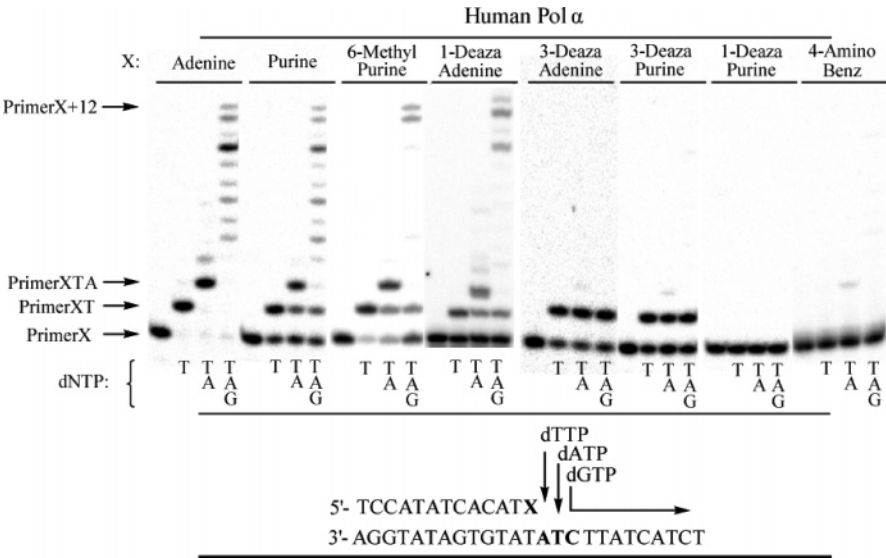 Human Pol α
X: Adenine Purine 6-Methyl Purine 1-Deaza Adenine 3-Deaza Adenine 3-Deaza Purine 1-Deaza Purine 4-Amino Benz
PrimerX+12
PrimerXTA
PrimerXT
PrimerX
dNTP:
T T T T T T T T T T T T T T T T T T T T T T T T
A A A A A A A A A A A A A A A A
G G G G G G G G
dTTP
dATP
dGTP
5'- TCCATATCACATX
3'- AGGTATAGTGTATATCTTATCATCT